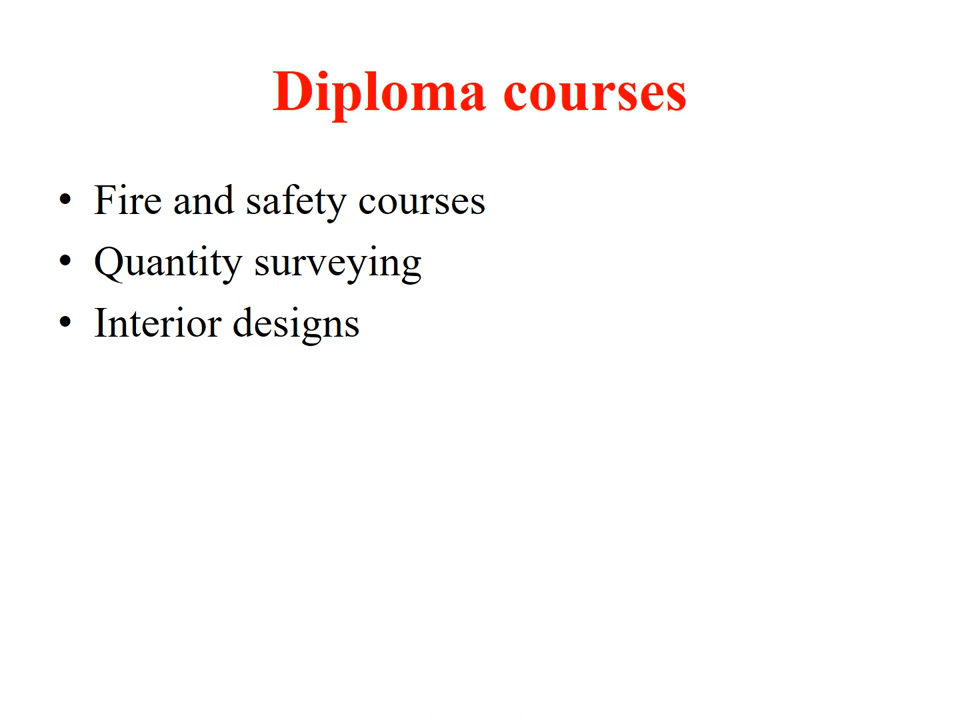 Diploma courses
• Fire and safety courses
• Quantity surveying
• Interior designs